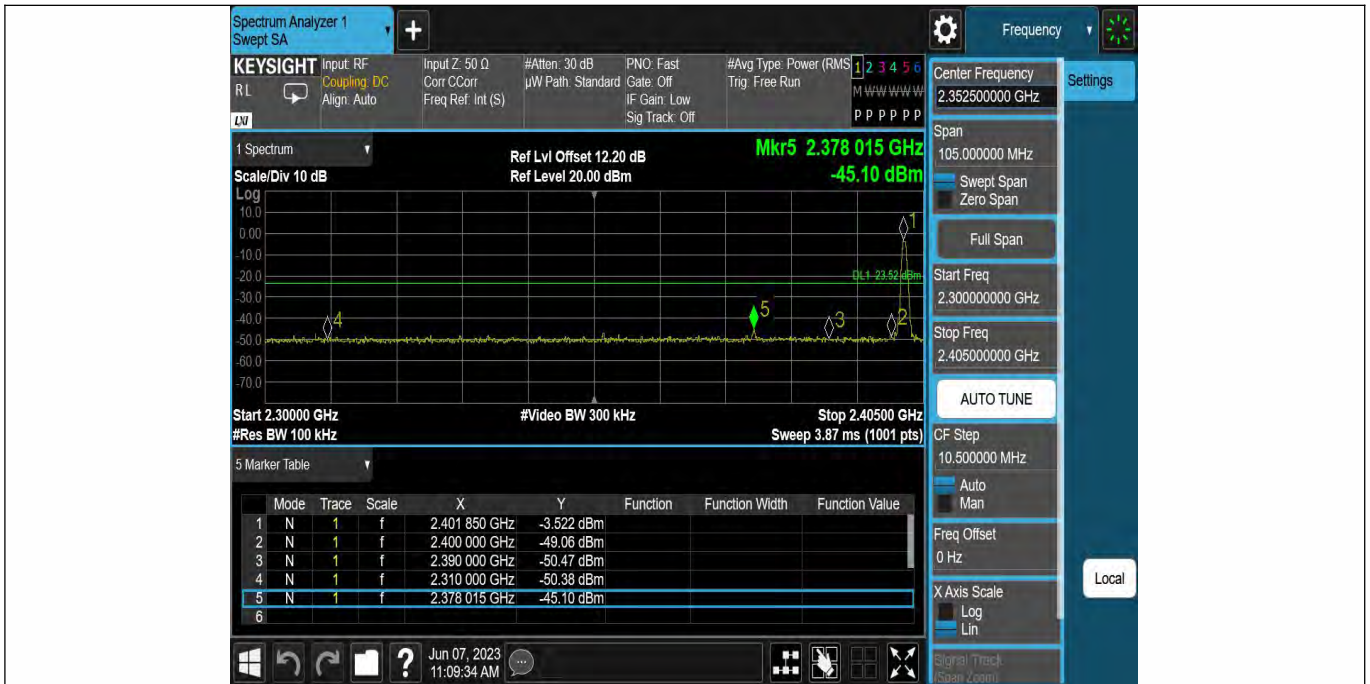 Spectrum Analyzer 1
Swept SA
+
Frequency
KEYSIGHT
RL
LXI
Input: RF
Coupling: DC
Align: Auto
Input Z: 50 Ω
Corr CCorr
Freq Ref: Int (S)
#Atten: 30 dB
µW Path: Standard
PNO: Fast
Gate: Off
IF Gain: Low
Sig Track: Off
#Avg Type: Power (RMS
Trig: Free Run
1 2 3 4 5 6
M W W W W W
P P P P P P
1 Spectrum
Scale/Div 10 dB
Ref Lvl Offset 12.20 dB
Ref Level 20.00 dBm
Mkr5 2.378 015 GHz
-45.10 dBm
Log
10.0
0.00
-10.0
-20.0
-30.0
-40.0
-50.0
-60.0
-70.0
1
DL1 -23.52 dBm
4
5
3
2
Start 2.30000 GHz
#Video BW 300 kHz
Stop 2.40500 GHz
#Res BW 100 kHz
Sweep 3.87 ms (1001 pts)
5 Marker Table
Mode Trace Scale X Y Function Function Width Function Value
1 N 1 f 2.401 850 GHz -3.522 dBm
2 N 1 f 2.400 000 GHz -49.06 dBm
3 N 1 f 2.390 000 GHz -50.47 dBm
4 N 1 f 2.310 000 GHz -50.38 dBm
5 N 1 f 2.378 015 GHz -45.10 dBm
6
?
Jun 07, 2023
11:09:34 AM
Center Frequency
2.352500000 GHz
Settings
Span
105.000000 MHz
Swept Span
Zero Span
Full Span
Start Freq
2.300000000 GHz
Stop Freq
2.405000000 GHz
AUTO TUNE
CF Step
10.500000 MHz
Auto
Man
Freq Offset
0 Hz
Local
X Axis Scale
Log
Lin
Signal Track
(Span Zoom)